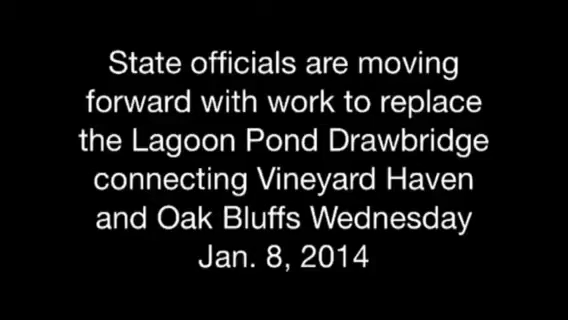 State officials are moving
forward with work to replace
the Lagoon Pond Drawbridge
connecting Vineyard Haven
and Oak Bluffs Wednesday
Jan. 8, 2014